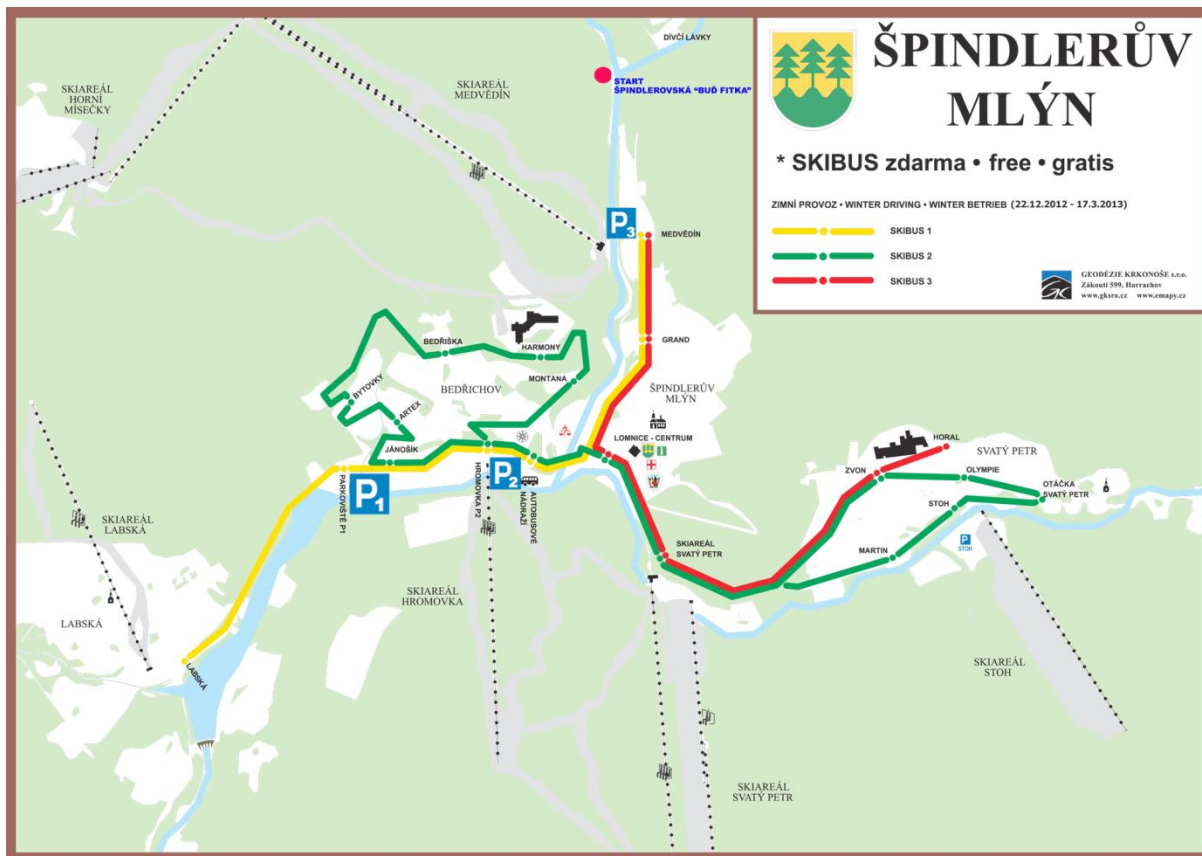 ŠPINDLERŮV
MLÝN
* SKIBUS zdarma • free • gratis
ZIMNÍ PROVOZ • WINTER DRIVING • WINTER BETRIEB (22.12.2012 - 17.3.2013)
SKIBUS 1
SKIBUS 2
SKIBUS 3
GEODÉZIE KRKONOŠE s.r.o.
Zákoutí 599, Harrachov
www.gksro.cz www.emapy.cz
DÍVČÍ LÁVKY
START
ŠPINDLEROVSKÁ "BUĎ FITKA"
SKIAREÁL
HORNÍ
MÍSEČKY
SKIAREÁL
MEDVĚDÍN
P3
MEDVĚDÍN
GRAND
BEDŘIŠKA
HARMONY
MONTANA
BEDŘICHOV
BYTOVKY
ARTEX
JÁNOŠÍK
ŠPINDLERŮV
MLÝN
LOMNICE - CENTRUM
i
P1
PARKOVIŠTĚ P1
HROMOVKA P2
P2
AUTOBUSOVÉ
NÁDRAŽÍ
HORAL
SVATÝ PETR
ZVON
OLYMPIE
OTÁČKA
SVATÝ PETR
STOH
MARTIN
P
STOH
SKIAREÁL
SVATÝ PETR
SKIAREÁL
LABSKÁ
LABSKÁ
LABSKÁ
SKIAREÁL
HROMOVKA
SKIAREÁL
STOH
SKIAREÁL
SVATÝ PETR